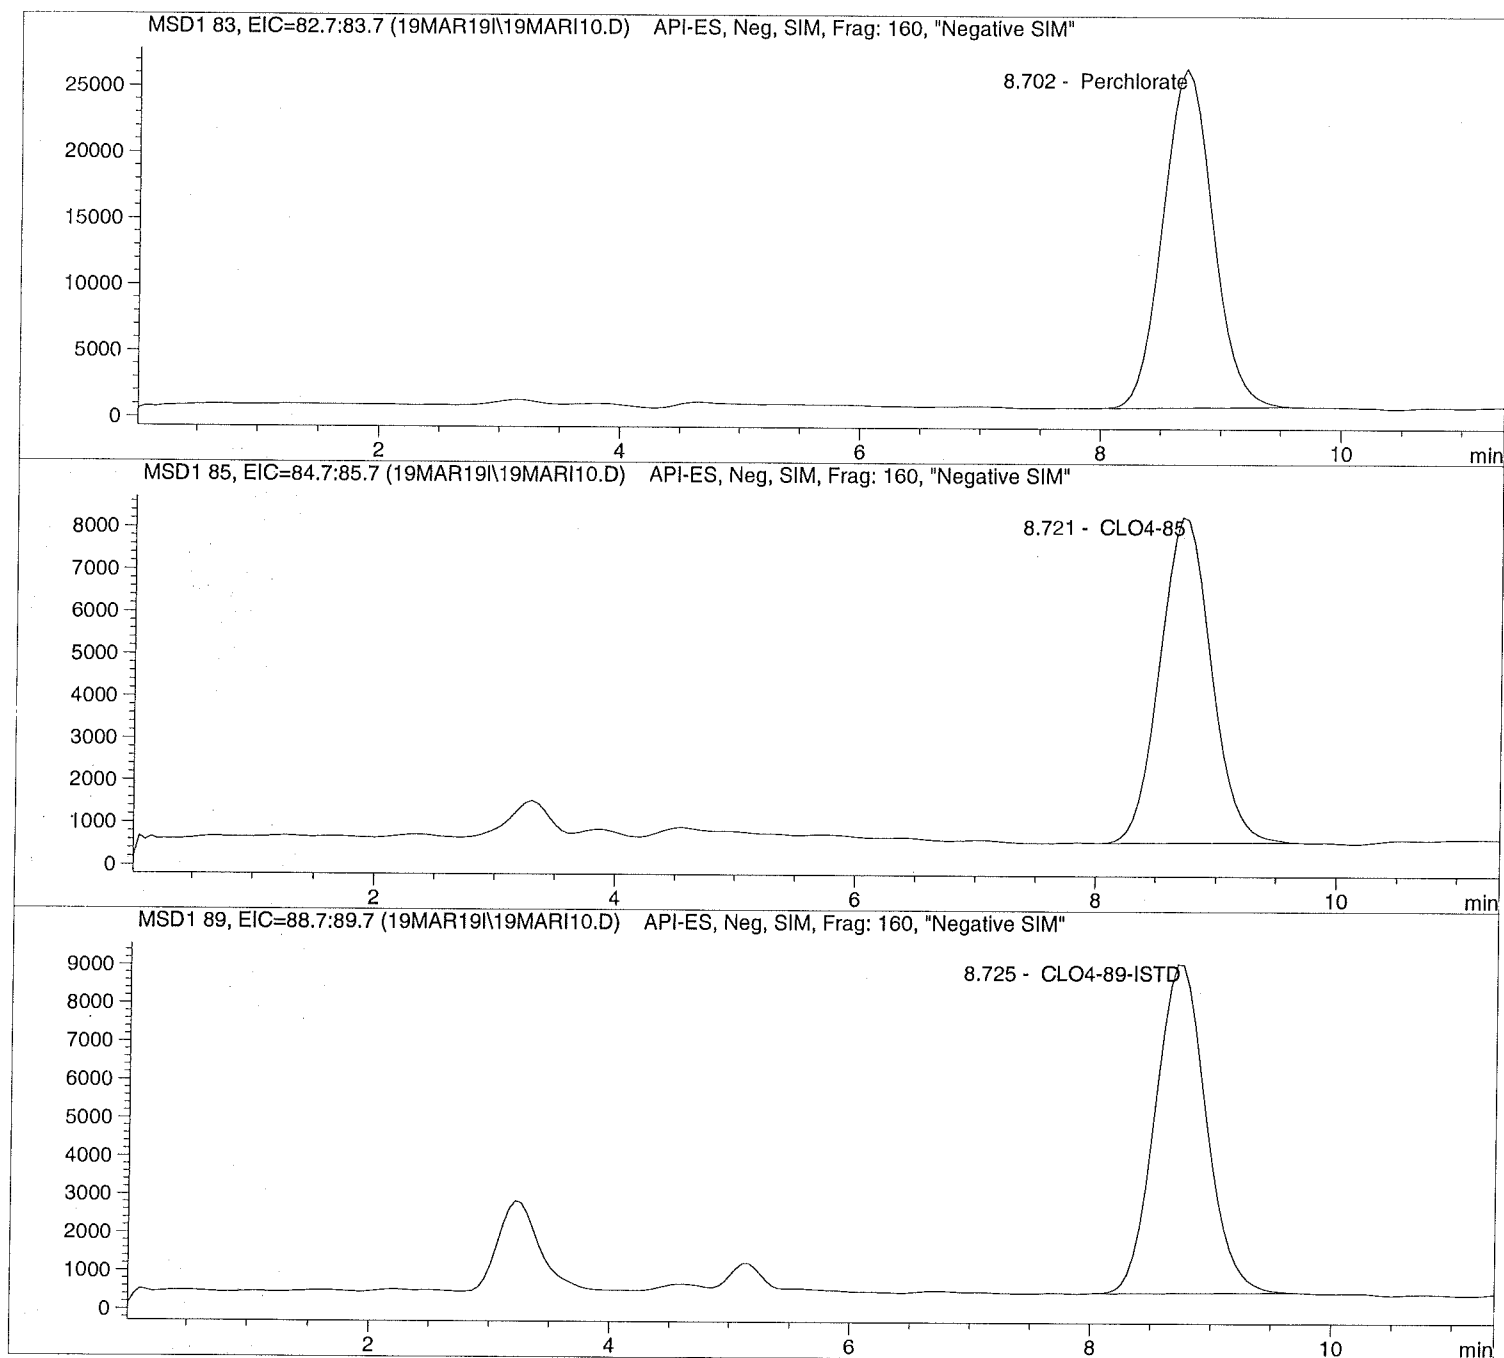 MSD1 83, EIC=82.7:83.7 (19MAR19I\19MARI10.D) API-ES, Neg, SIM, Frag: 160, "Negative SIM"
8.702 - Perchlorate
25000
20000
15000
10000
5000
0
2 4 6 8 10 min
MSD1 85, EIC=84.7:85.7 (19MAR19I\19MARI10.D) API-ES, Neg, SIM, Frag: 160, "Negative SIM"
8.721 - CLO4-85
8000
7000
6000
5000
4000
3000
2000
1000
0
2 4 6 8 10 min
MSD1 89, EIC=88.7:89.7 (19MAR19I\19MARI10.D) API-ES, Neg, SIM, Frag: 160, "Negative SIM"
8.725 - CLO4-89-ISTD
9000
8000
7000
6000
5000
4000
3000
2000
1000
0
2 4 6 8 10 min